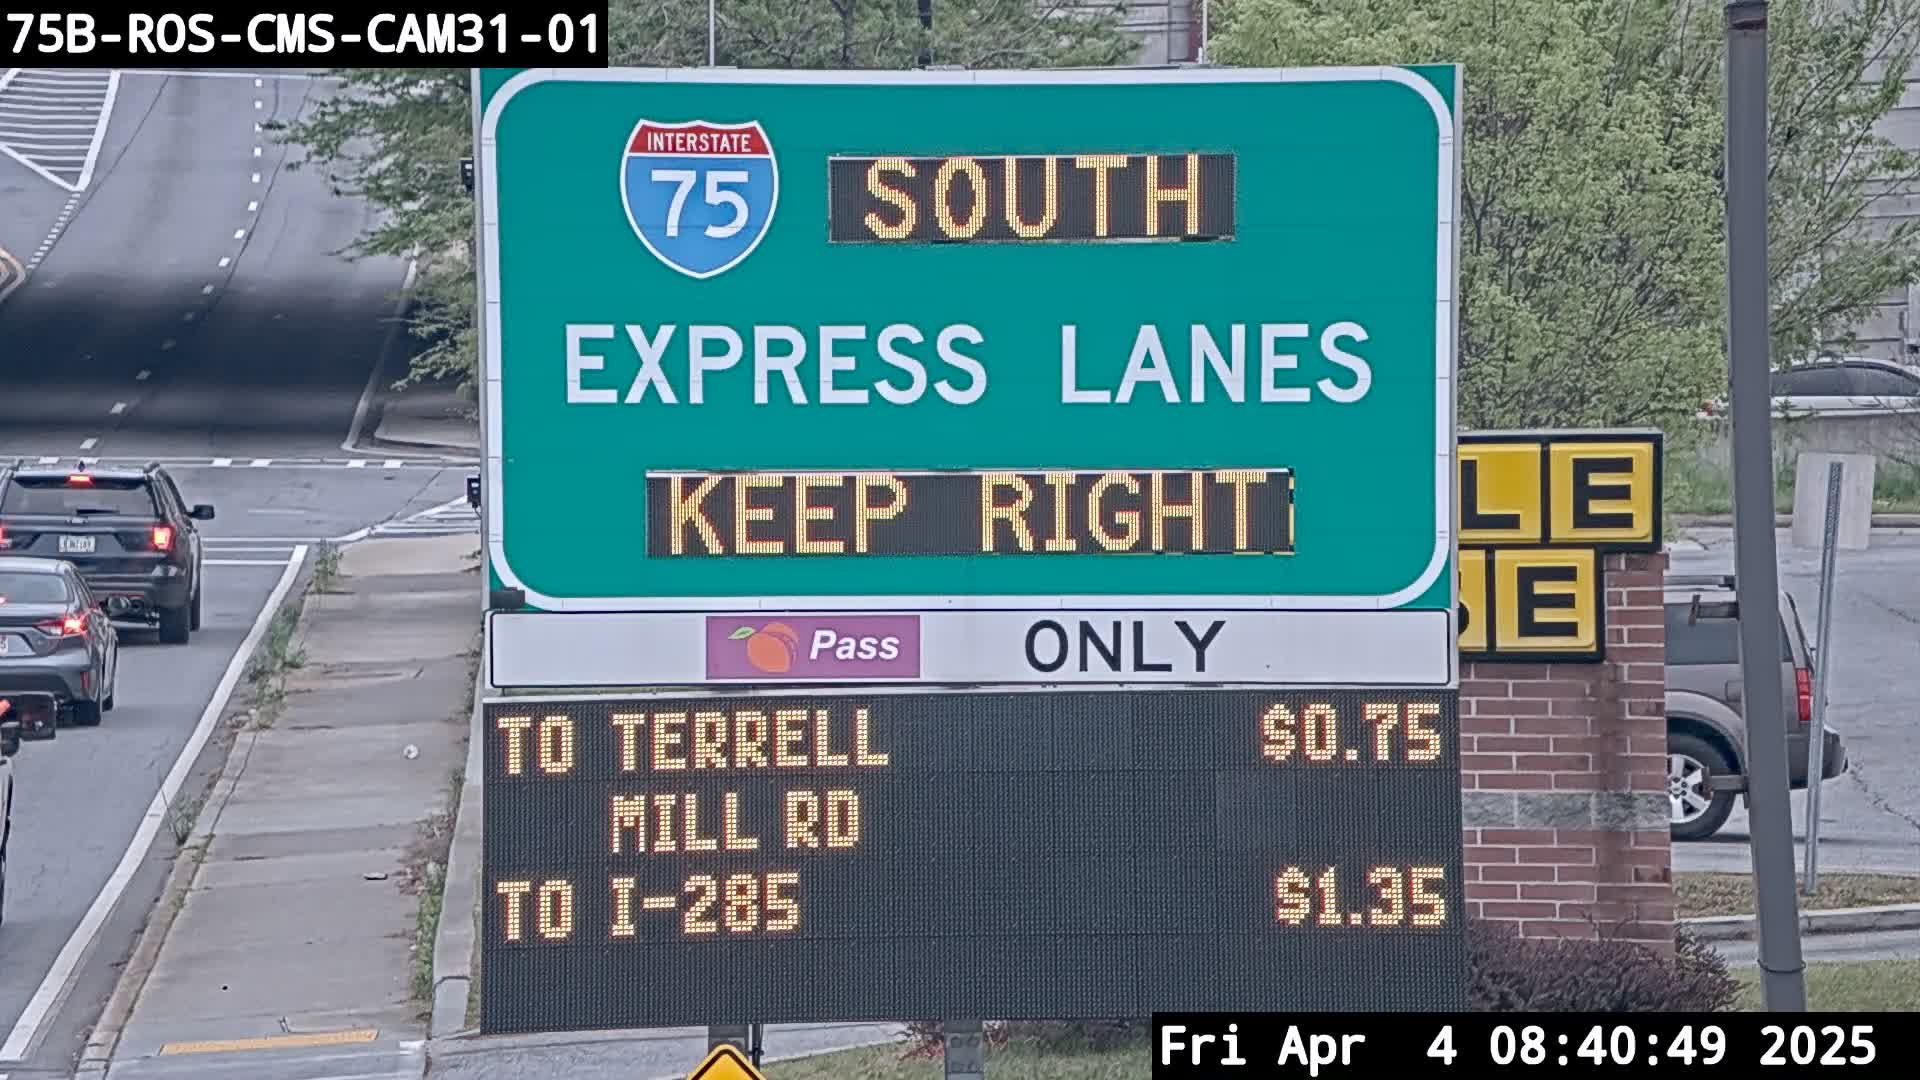 75B-ROS-CMS-CAM31-01
INTERSTATE
75
SOUTH
EXPRESS LANES
KEEP RIGHT
LE
E
Pass ONLY
TO TERRELL $0.75
MILL RD
TO I-285 $1.35
Fri Apr 4 08:40:49 2025